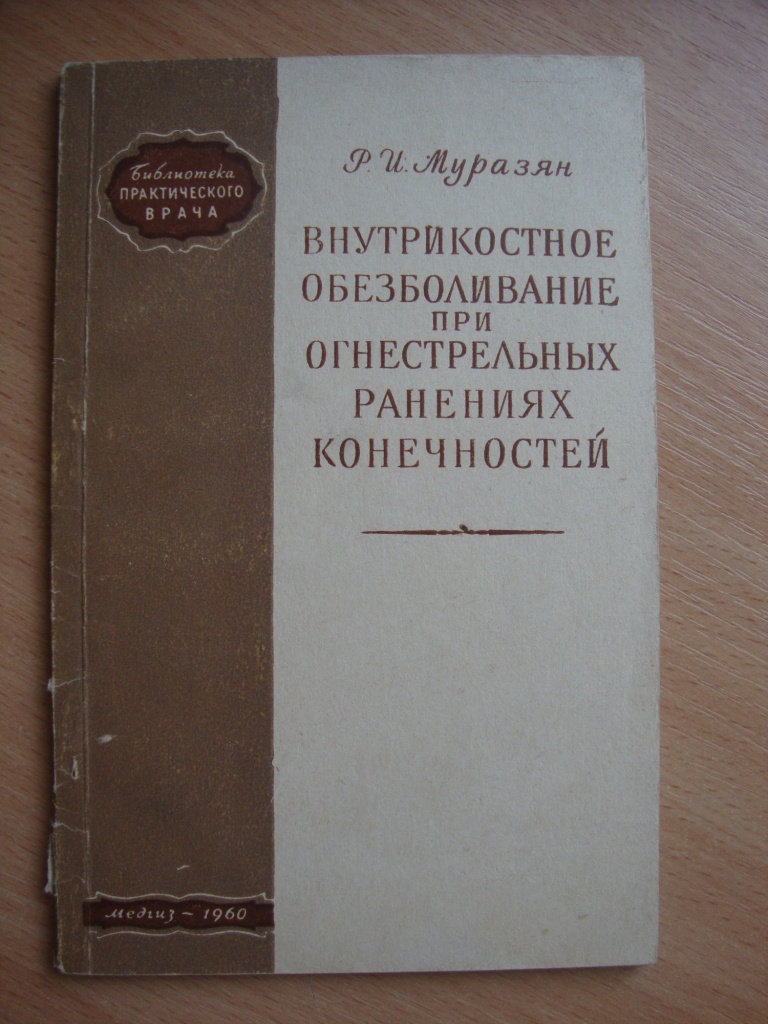 Библиотека
ПРАКТИЧЕСКОГО
ВРАЧА
Р. И. Муразян
ВНУТРИКОСТНОЕ
ОБЕЗБОЛИВАНИЕ
ПРИ
ОГНЕСТРЕЛЬНЫХ
РАНЕНИЯХ
КОНЕЧНОСТЕЙ
Медгиз – 1960